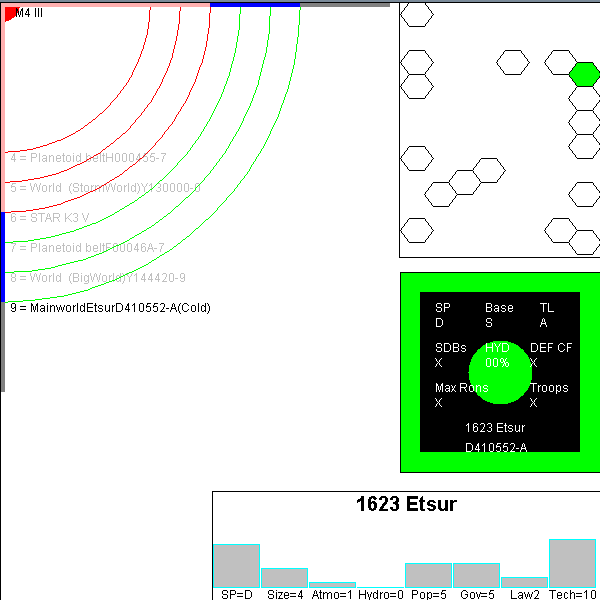 M4 III
4 = Planetoid beltH000455-7
5 = World  (StormWorld)Y130000-0
6 = STAR K3 V
7 = Planetoid beltF00046A-7
8 = World  (BigWorld)Y144420-9
9 = MainworldEtsurD410552-A(Cold)
SP Base TL
D S A
SDBs HYD DEF CF
X 00% X
Max Rons Troops
X X
1623 Etsur
D410552-A
1623 Etsur
SP=D Size=4 Atmo=1 Hydro=0 Pop=5 Gov=5 Law2 Tech=10